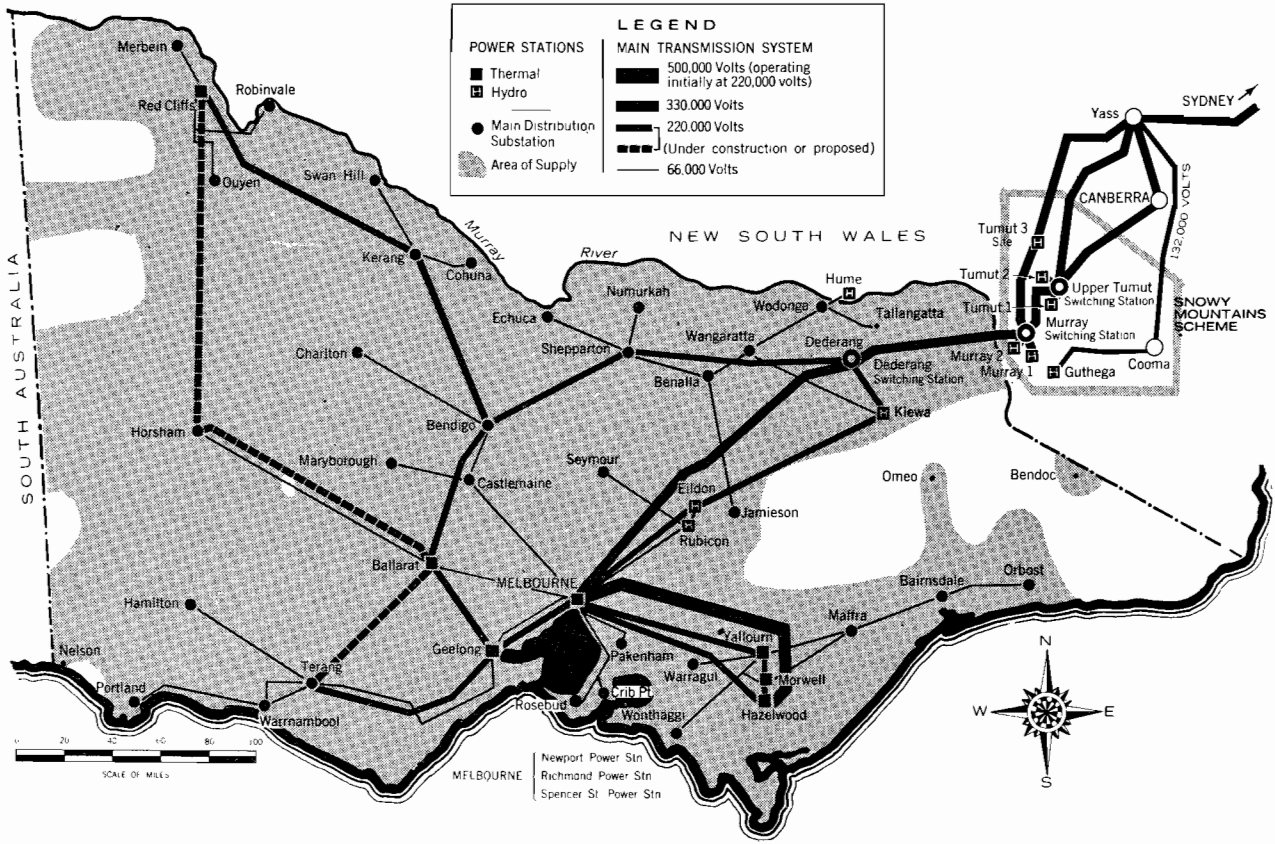 LEGEND
POWER STATIONS
Thermal
Hydro
Main Distribution
Substation
Area of Supply
MAIN TRANSMISSION SYSTEM
500,000 Volts (operating
initially at 220,000 volts)
330.000 Volts
220.000 Volts
(Under construction or proposed)
66,000 Volts
Merbein
Red Cliffs
Robinvale
Ouyen
Swan Hill
Kerang
Cohuna
Murray
River
NEW SOUTH WALES
SOUTH AUSTRALIA
SYDNEY
Yass
CANBERRA
132,000 VOLTS
Tumut 3
Tumut 2
Upper Tumut
Switching Station
Tumut 1
SNOWY
MOUNTAINS
SCHEME
Murray
Switching Station
Murray 2
Murray 1
Guthega
Cooma
Hume
Wodonga
Tallangatta
Numurkah
Echuca
Shepparton
Wangaratta
Dederang
Dederang
Switching Station
Benalla
Kiewa
Charlton
Bendigo
Horsham
Maryborough
Castlemaine
Seymour
Eildon
Rubicon
Jamieson
Omeo
Bendoc
Ballarat
MELBOURNE
Hamilton
Geelong
Terang
Nelson
Portland
Warrnambool
Rosebud
Crib Pt
Pakenham
Warragul
Yallourn
Morwell
Hazelwood
Wonthaggi
Maffra
Bairnsdale
Orbost
N
W
E
S
0 20 40 60 80 100
SCALE OF MILES
MELBOURNE
Newport Power Stn
Richmond Power Stn
Spencer St Power Stn